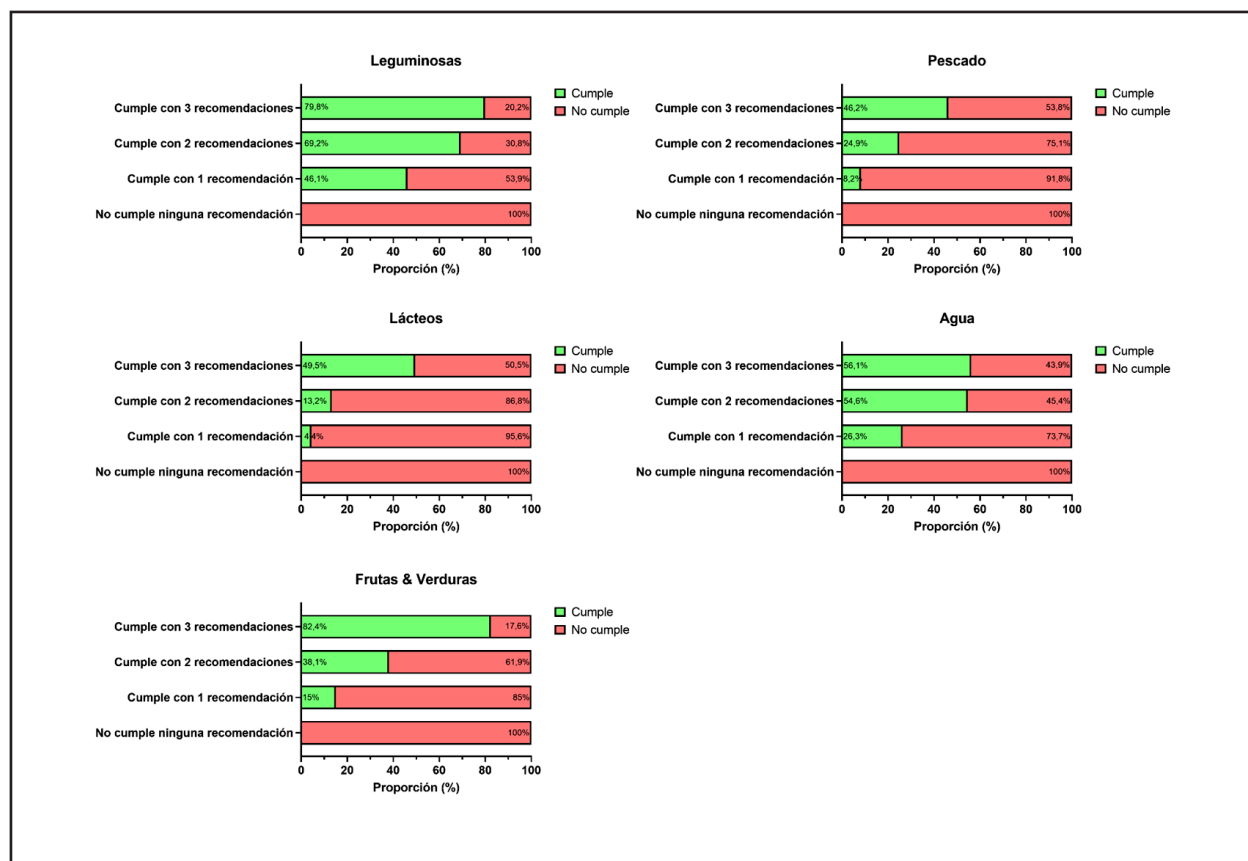 Leguminosas
Cumple
No cumple
Cumple con 3 recomendaciones
79,8%
20,2%
Cumple con 2 recomendaciones
69,2%
30,8%
Cumple con 1 recomendación
46,1%
53,9%
No cumple ninguna recomendación
100%
0 20 40 60 80 100
Proporción (%)
Pescado
Cumple
No cumple
Cumple con 3 recomendaciones
46,2%
53,8%
Cumple con 2 recomendaciones
24,9%
75,1%
Cumple con 1 recomendación
8,2%
91,8%
No cumple ninguna recomendación
100%
0 20 40 60 80 100
Proporción (%)
Lácteos
Cumple
No cumple
Cumple con 3 recomendaciones
49,5%
50,5%
Cumple con 2 recomendaciones
13,2%
86,8%
Cumple con 1 recomendación
4,4%
95,6%
No cumple ninguna recomendación
100%
0 20 40 60 80 100
Proporción (%)
Agua
Cumple
No cumple
Cumple con 3 recomendaciones
56,1%
43,9%
Cumple con 2 recomendaciones
54,6%
45,4%
Cumple con 1 recomendación
26,3%
73,7%
No cumple ninguna recomendación
100%
0 20 40 60 80 100
Proporción (%)
Frutas & Verduras
Cumple
No cumple
Cumple con 3 recomendaciones
82,4%
17,6%
Cumple con 2 recomendaciones
38,1%
61,9%
Cumple con 1 recomendación
15%
85%
No cumple ninguna recomendación
100%
0 20 40 60 80 100
Proporción (%)